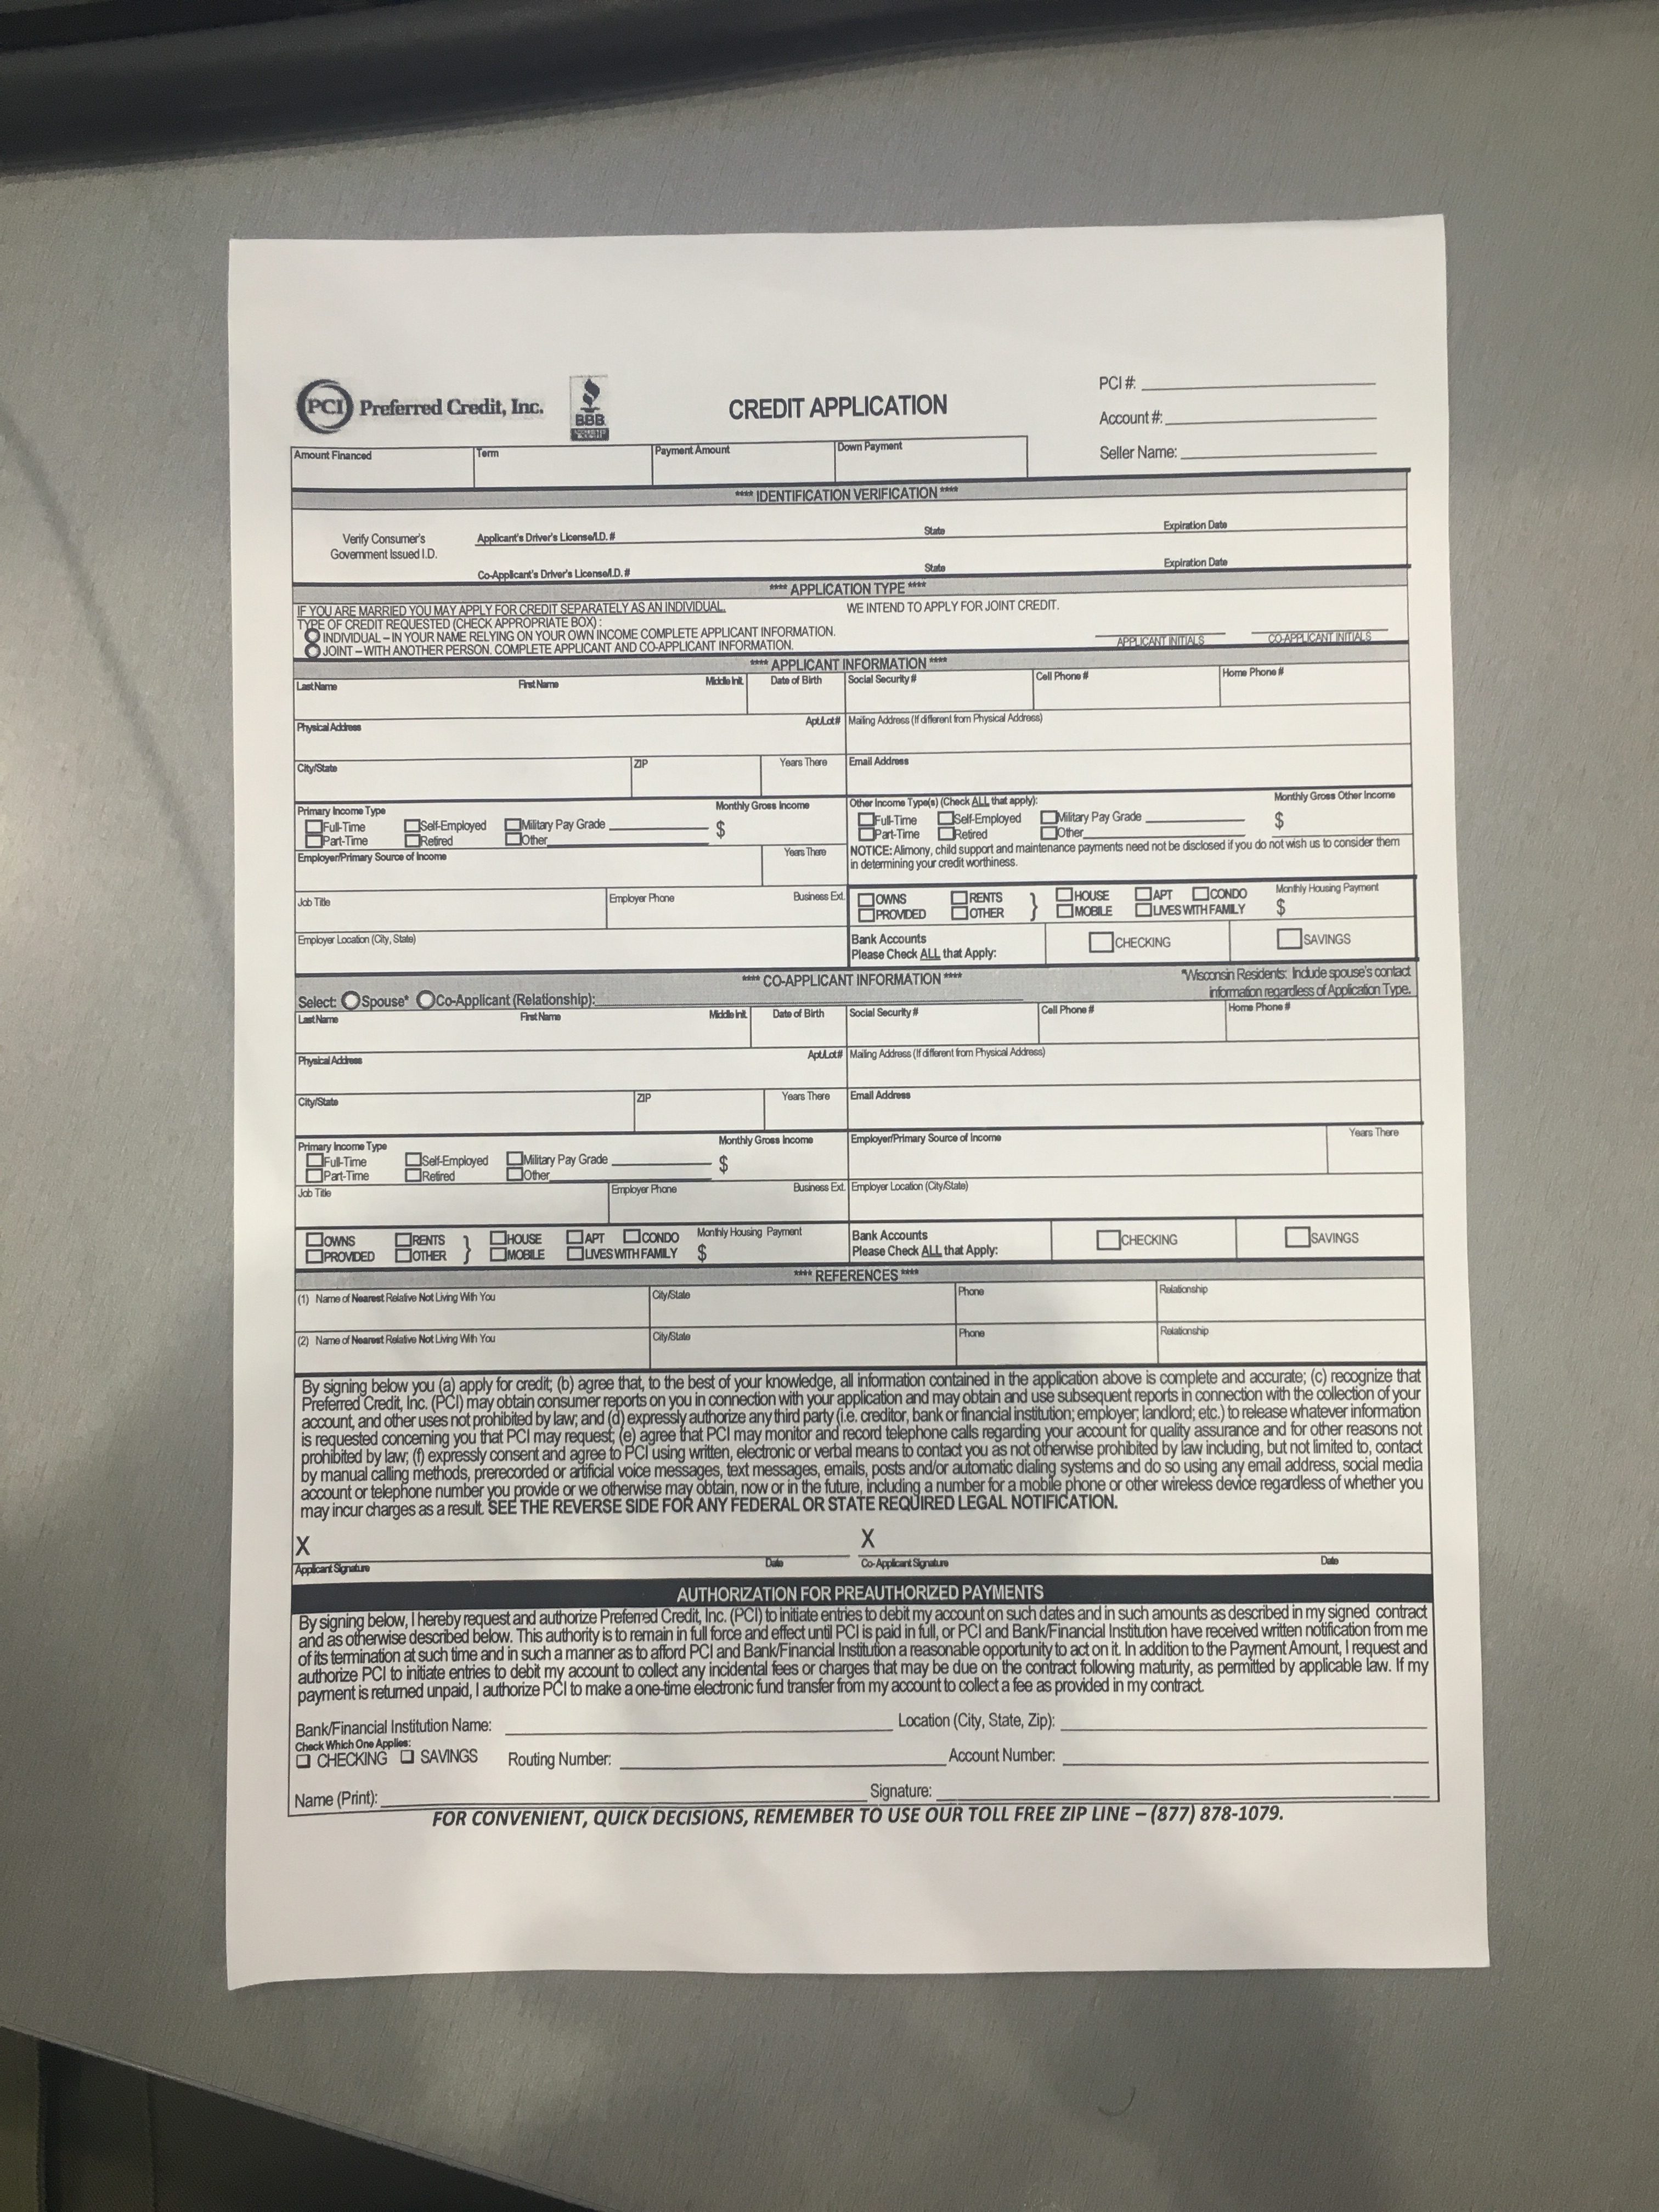 PCI Preferred Credit, Inc.
BBB
CREDIT APPLICATION
PCI #:
Account #:
Seller Name:
Amount Financed Term Payment Amount Down Payment
**** IDENTIFICATION VERIFICATION ****
Verify Consumer's
Government Issued I.D.
Applicant's Driver's License/I.D. # State Expiration Date
Co-Applicant's Driver's License/I.D. # State Expiration Date
**** APPLICATION TYPE ****
IF YOU ARE MARRIED YOU MAY APPLY FOR CREDIT SEPARATELY AS AN INDIVIDUAL. WE INTEND TO APPLY FOR JOINT CREDIT.
TYPE OF CREDIT REQUESTED (CHECK APPROPRIATE BOX) :
INDIVIDUAL – IN YOUR NAME RELYING ON YOUR OWN INCOME COMPLETE APPLICANT INFORMATION.
JOINT – WITH ANOTHER PERSON. COMPLETE APPLICANT AND CO-APPLICANT INFORMATION.
APPLICANT INITIALS CO-APPLICANT INITIALS
**** APPLICANT INFORMATION ****
Last Name First Name Middle Init. Date of Birth Social Security # Cell Phone # Home Phone #
Physical Address Apt/Lot# Mailing Address (If different from Physical Address)
City/State ZIP Years There Email Address
Primary Income Type Monthly Gross Income Other Income Type(s) (Check ALL that apply): Monthly Gross Other Income
Full-Time Self-Employed Military Pay Grade $ Full-Time Self-Employed Military Pay Grade $
Part-Time Retired Other Part-Time Retired Other
Employer/Primary Source of Income Years There NOTICE: Alimony, child support and maintenance payments need not be disclosed if you do not wish us to consider them
in determining your credit worthiness.
Job Title Employer Phone Business Ext. OWNS RENTS } HOUSE APT CONDO Monthly Housing Payment
PROVIDED OTHER MOBILE LIVES WITH FAMILY $
Employer Location (City, State) Bank Accounts CHECKING SAVINGS
Please Check ALL that Apply:
**** CO-APPLICANT INFORMATION **** *Wisconsin Residents: Include spouse's contact
Select: Spouse* Co-Applicant (Relationship): information regardless of Application Type.
Last Name First Name Middle Init. Date of Birth Social Security # Cell Phone # Home Phone #
Physical Address Apt/Lot# Mailing Address (If different from Physical Address)
City/State ZIP Years There Email Address
Primary Income Type Monthly Gross Income Employer/Primary Source of Income Years There
Full-Time Self-Employed Military Pay Grade $
Part-Time Retired Other
Job Title Employer Phone Business Ext. Employer Location (City/State)
OWNS RENTS } HOUSE APT CONDO Monthly Housing Payment Bank Accounts CHECKING SAVINGS
PROVIDED OTHER MOBILE LIVES WITH FAMILY $ Please Check ALL that Apply:
**** REFERENCES ****
(1) Name of Nearest Relative Not Living With You City/State Phone Relationship
(2) Name of Nearest Relative Not Living With You City/State Phone Relationship
By signing below you (a) apply for credit; (b) agree that, to the best of your knowledge, all information contained in the application above is complete and accurate; (c) recognize that
Preferred Credit, Inc. (PCI) may obtain consumer reports on you in connection with your application and may obtain and use subsequent reports in connection with the collection of your
account, and other uses not prohibited by law; and (d) expressly authorize any third party (i.e. creditor, bank or financial institution; employer; landlord; etc.) to release whatever information
is requested concerning you that PCI may request; (e) agree that PCI may monitor and record telephone calls regarding your account for quality assurance and for other reasons not
prohibited by law; (f) expressly consent and agree to PCI using written, electronic or verbal means to contact you as not otherwise prohibited by law including, but not limited to, contact
by manual calling methods, prerecorded or artificial voice messages, text messages, emails, posts and/or automatic dialing systems and do so using any email address, social media
account or telephone number you provide or we otherwise may obtain, now or in the future, including a number for a mobile phone or other wireless device regardless of whether you
may incur charges as a result. SEE THE REVERSE SIDE FOR ANY FEDERAL OR STATE REQUIRED LEGAL NOTIFICATION.
X X
Applicant Signature Date Co-Applicant Signature Date
AUTHORIZATION FOR PREAUTHORIZED PAYMENTS
By signing below, I hereby request and authorize Preferred Credit, Inc. (PCI) to initiate entries to debit my account on such dates and in such amounts as described in my signed contract
and as otherwise described below. This authority is to remain in full force and effect until PCI is paid in full, or PCI and Bank/Financial Institution have received written notification from me
of its termination at such time and in such a manner as to afford PCI and Bank/Financial Institution a reasonable opportunity to act on it. In addition to the Payment Amount, I request and
authorize PCI to initiate entries to debit my account to collect any incidental fees or charges that may be due on the contract following maturity, as permitted by applicable law. If my
payment is returned unpaid, I authorize PCI to make a one-time electronic fund transfer from my account to collect a fee as provided in my contract.
Bank/Financial Institution Name: Location (City, State, Zip):
Check Which One Applies:
CHECKING SAVINGS Routing Number: Account Number:
Name (Print): Signature:
FOR CONVENIENT, QUICK DECISIONS, REMEMBER TO USE OUR TOLL FREE ZIP LINE – (877) 878-1079.